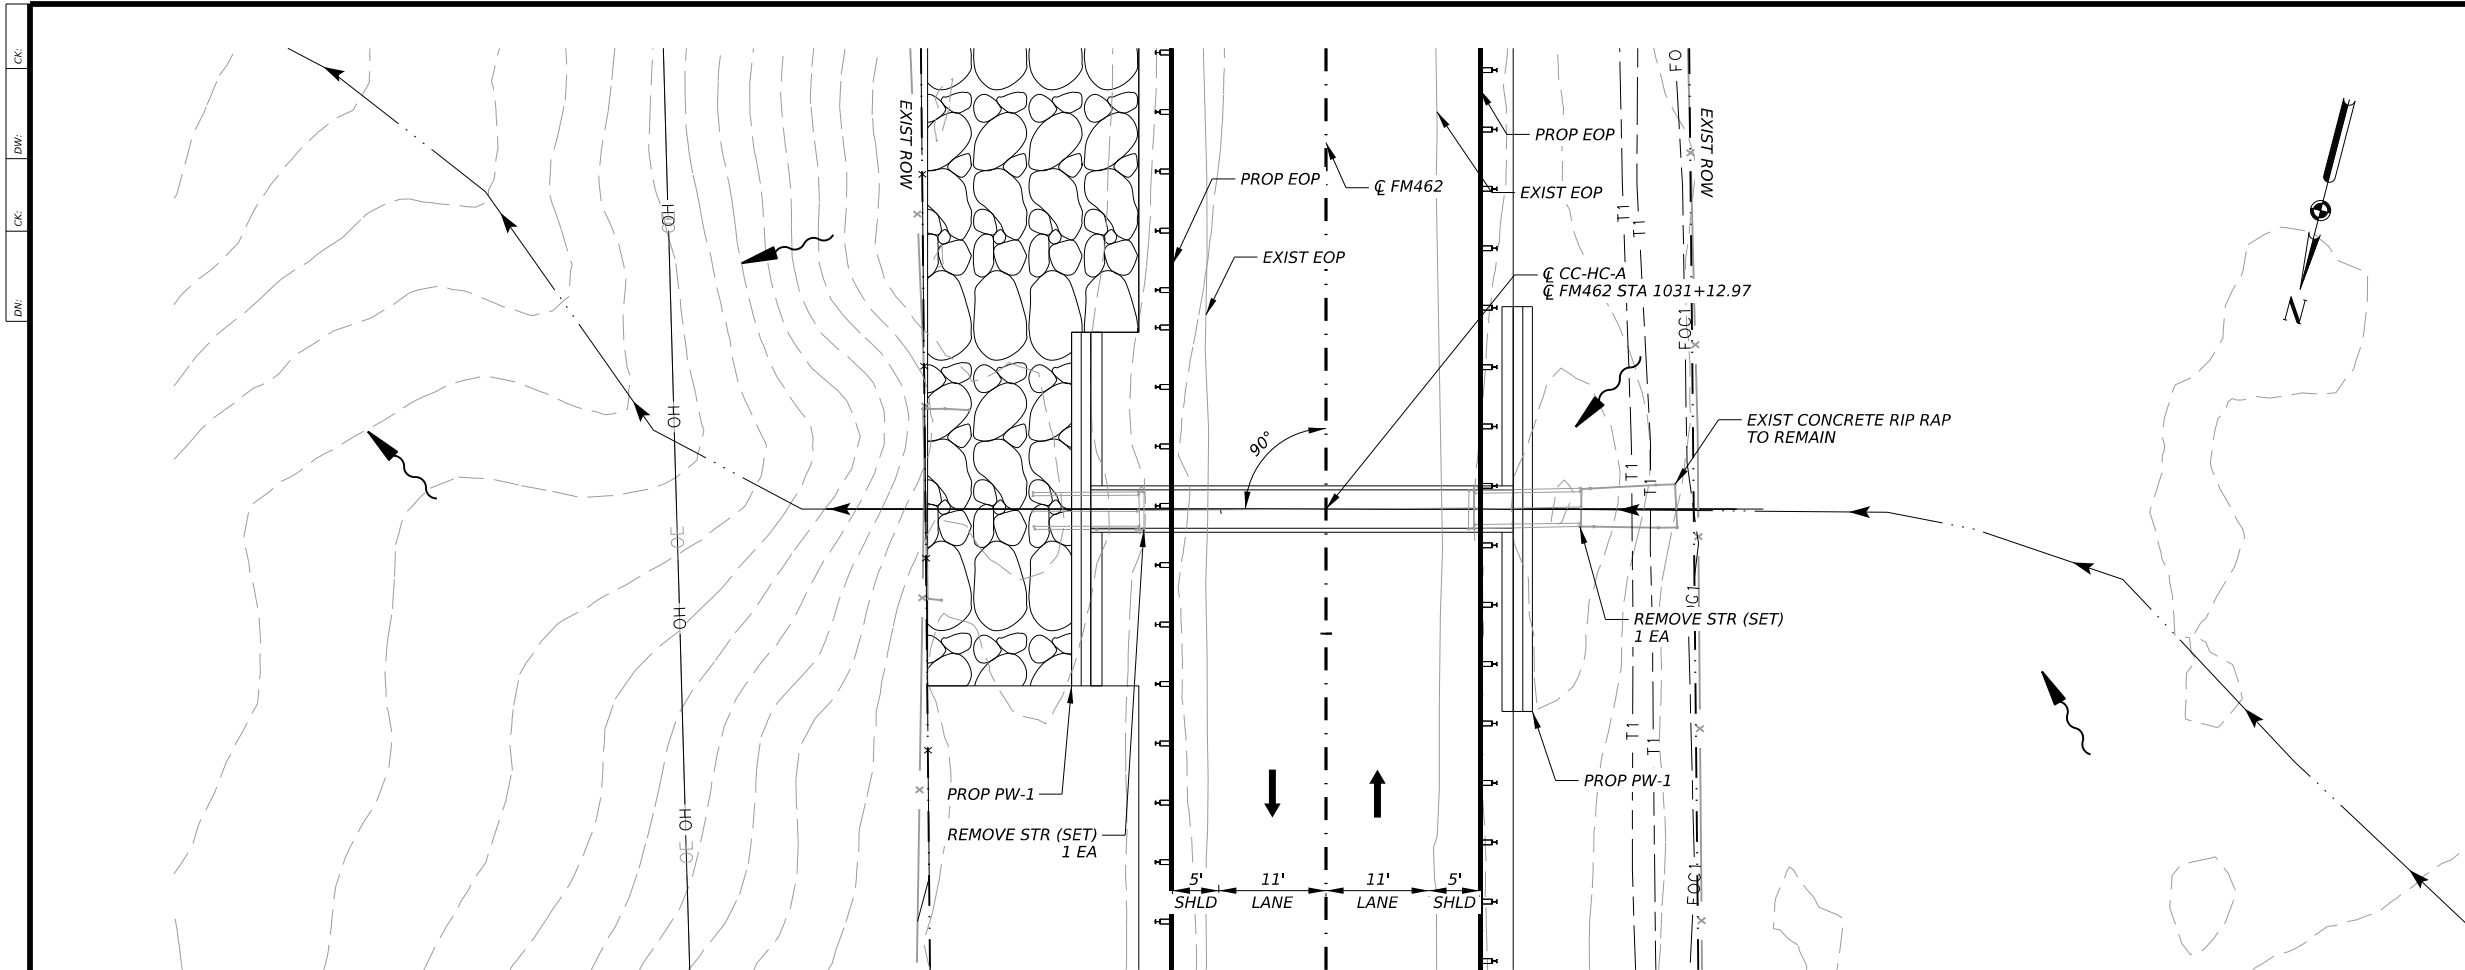 CK:
DW:
CK:
DN:
EXIST ROW
PROP EOP
EXIST EOP
℄ FM462
PROP EOP
EXIST EOP
EXIST ROW
FO
OH
OE
T1
T1
℄ CC-HC-A
℄ FM462 STA 1031+12.97
FOC1
N
OH
90°
EXIST CONCRETE RIP RAP
TO REMAIN
T1
T1
OE
OH
REMOVE STR (SET)
1 EA
T1
T1
PROP PW-1
PROP PW-1
REMOVE STR (SET)
1 EA
OH
OE
FOC1
5'
11'
11'
5'
SHLD
LANE
LANE
SHLD